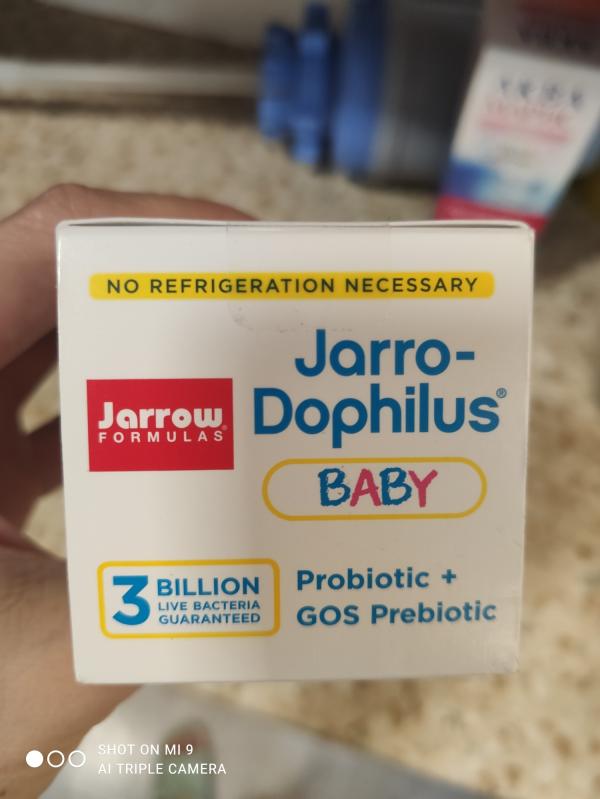 NO REFRIGERATION NECESSARY
Jarro-
Dophilus®
Jarrow®
FORMULAS
BABY
3 BILLION
LIVE BACTERIA
GUARANTEED
Probiotic +
GOS Prebiotic
SHOT ON MI 9
AI TRIPLE CAMERA